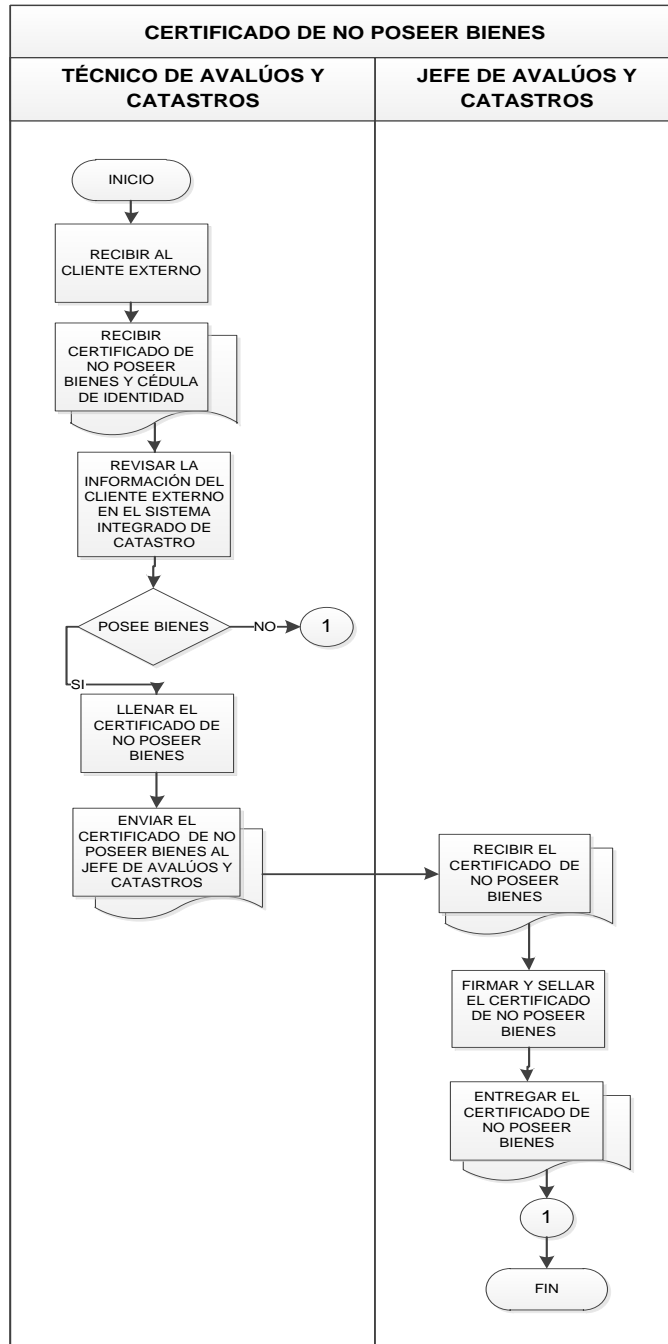 CERTIFICADO DE NO POSEER BIENES
TÉCNICO DE AVALÚOS Y
CATASTROS
JEFE DE AVALÚOS Y
CATASTROS
INICIO
RECIBIR AL
CLIENTE EXTERNO
RECIBIR
CERTIFICADO DE
NO POSEER
BIENES Y CÉDULA
DE IDENTIDAD
REVISAR LA
INFORMACIÓN DEL
CLIENTE EXTERNO
EN EL SISTEMA
INTEGRADO DE
CATASTRO
POSEE BIENES
NO
1
SI
LLENAR EL
CERTIFICADO DE
NO POSEER
BIENES
ENVIAR EL
CERTIFICADO DE NO
POSEER BIENES AL
JEFE DE AVALÚOS Y
CATASTROS
RECIBIR EL
CERTIFICADO DE
NO POSEER
BIENES
FIRMAR Y SELLAR
EL CERTIFICADO
DE NO POSEER
BIENES
ENTREGAR EL
CERTIFICADO DE
NO POSEER
BIENES
1
FIN